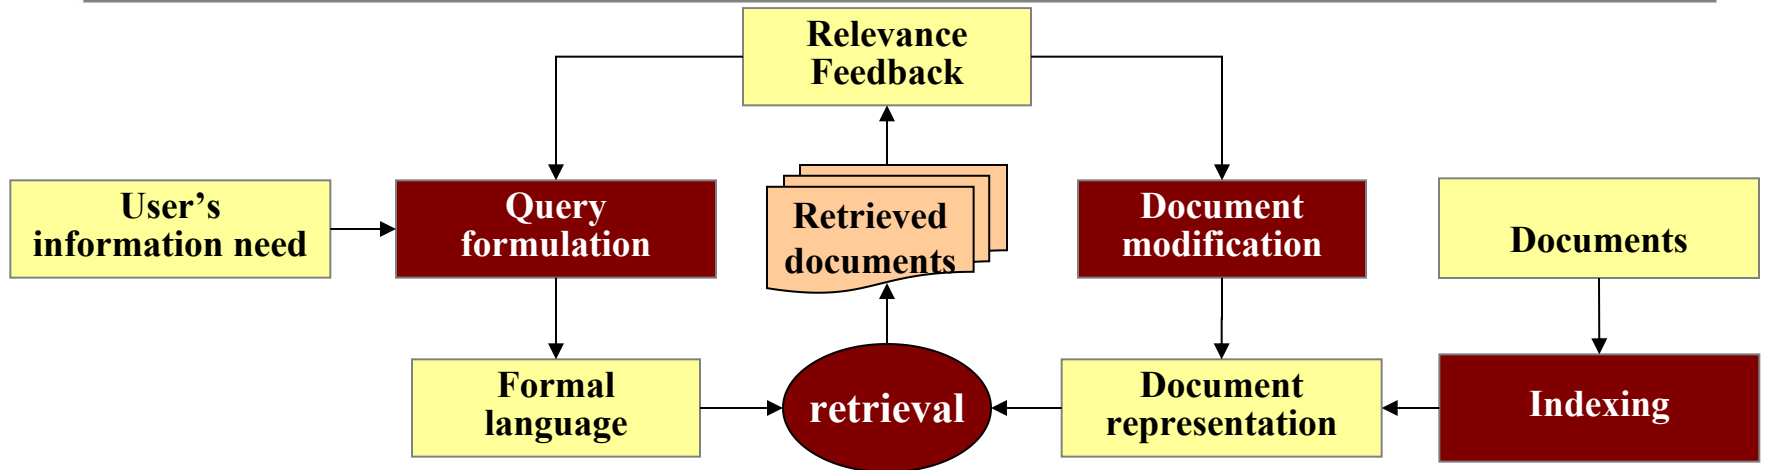 Relevance
Feedback
User’s
information need
Query
formulation
Retrieved
documents
Document
modification
Documents
Formal
language
retrieval
Document
representation
Indexing